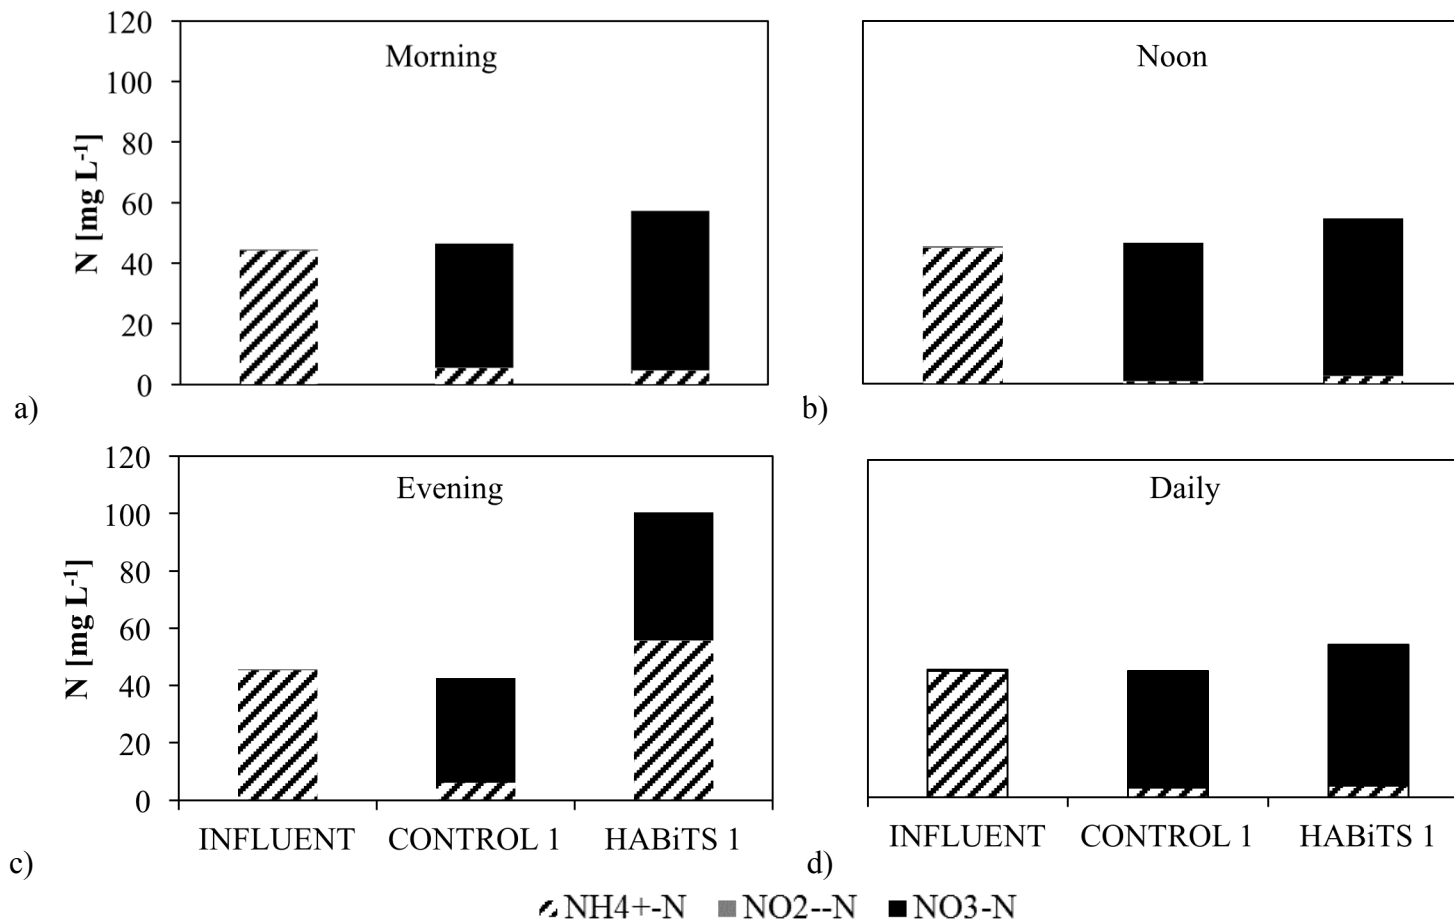 120
Morning
Noon
100
80
N [mg L-1]
60
40
20
0
a)
b)
120
Evening
Daily
100
80
N [mg L-1]
60
40
20
0
INFLUENT CONTROL 1 HABiTS 1
INFLUENT CONTROL 1 HABiTS 1
c)
d)
NH4+-N NO2--N NO3-N